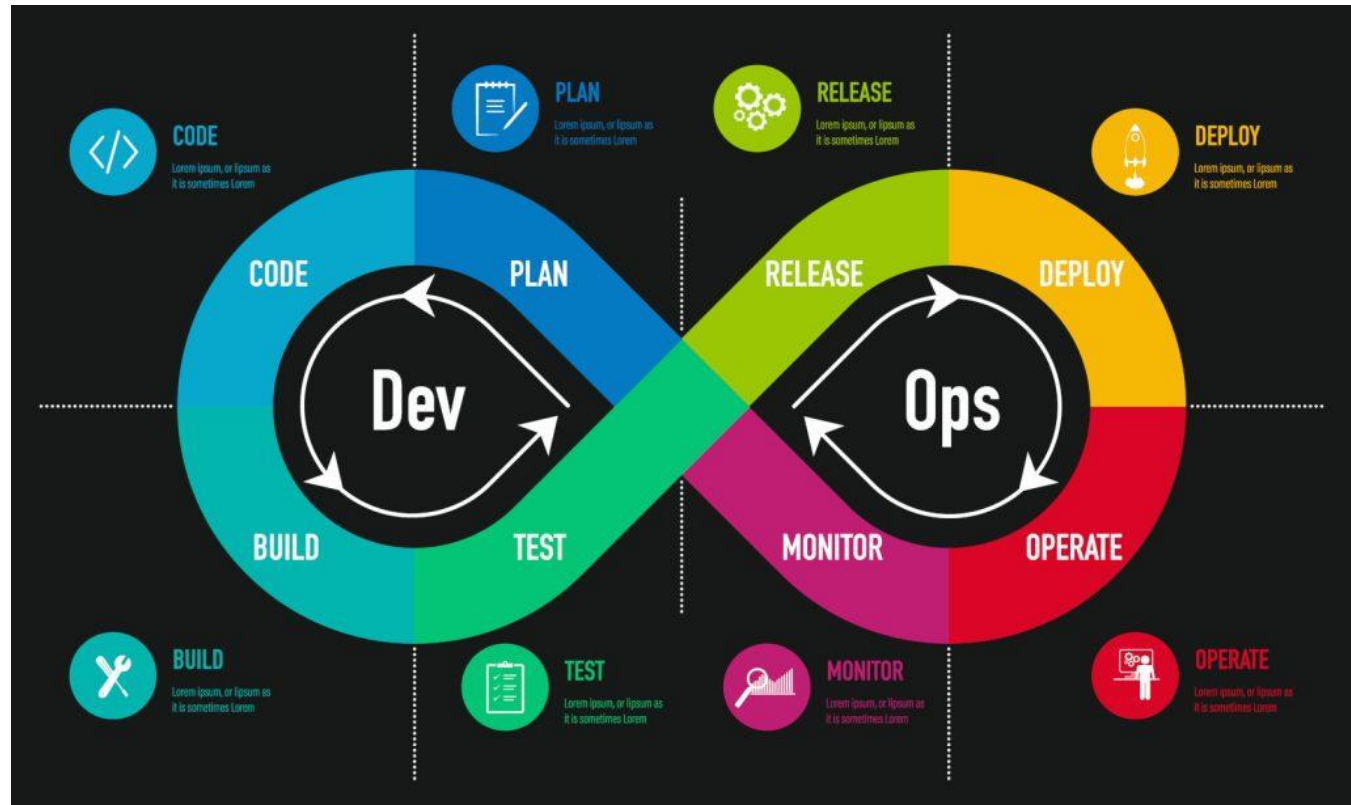 PLAN
Lorem ipsum, or lipsum as
it is sometimes Lorem
RELEASE
Lorem ipsum, or lipsum as
it is sometimes Lorem
CODE
Lorem ipsum, or lipsum as
it is sometimes Lorem
DEPLOY
Lorem ipsum, or lipsum as
it is sometimes Lorem
CODE
PLAN
RELEASE
DEPLOY
Dev
Ops
BUILD
TEST
MONITOR
OPERATE
BUILD
Lorem ipsum, or lipsum as
it is sometimes Lorem
TEST
Lorem ipsum, or lipsum as
it is sometimes Lorem
MONITOR
Lorem ipsum, or lipsum as
it is sometimes Lorem
OPERATE
Lorem ipsum, or lipsum as
it is sometimes Lorem